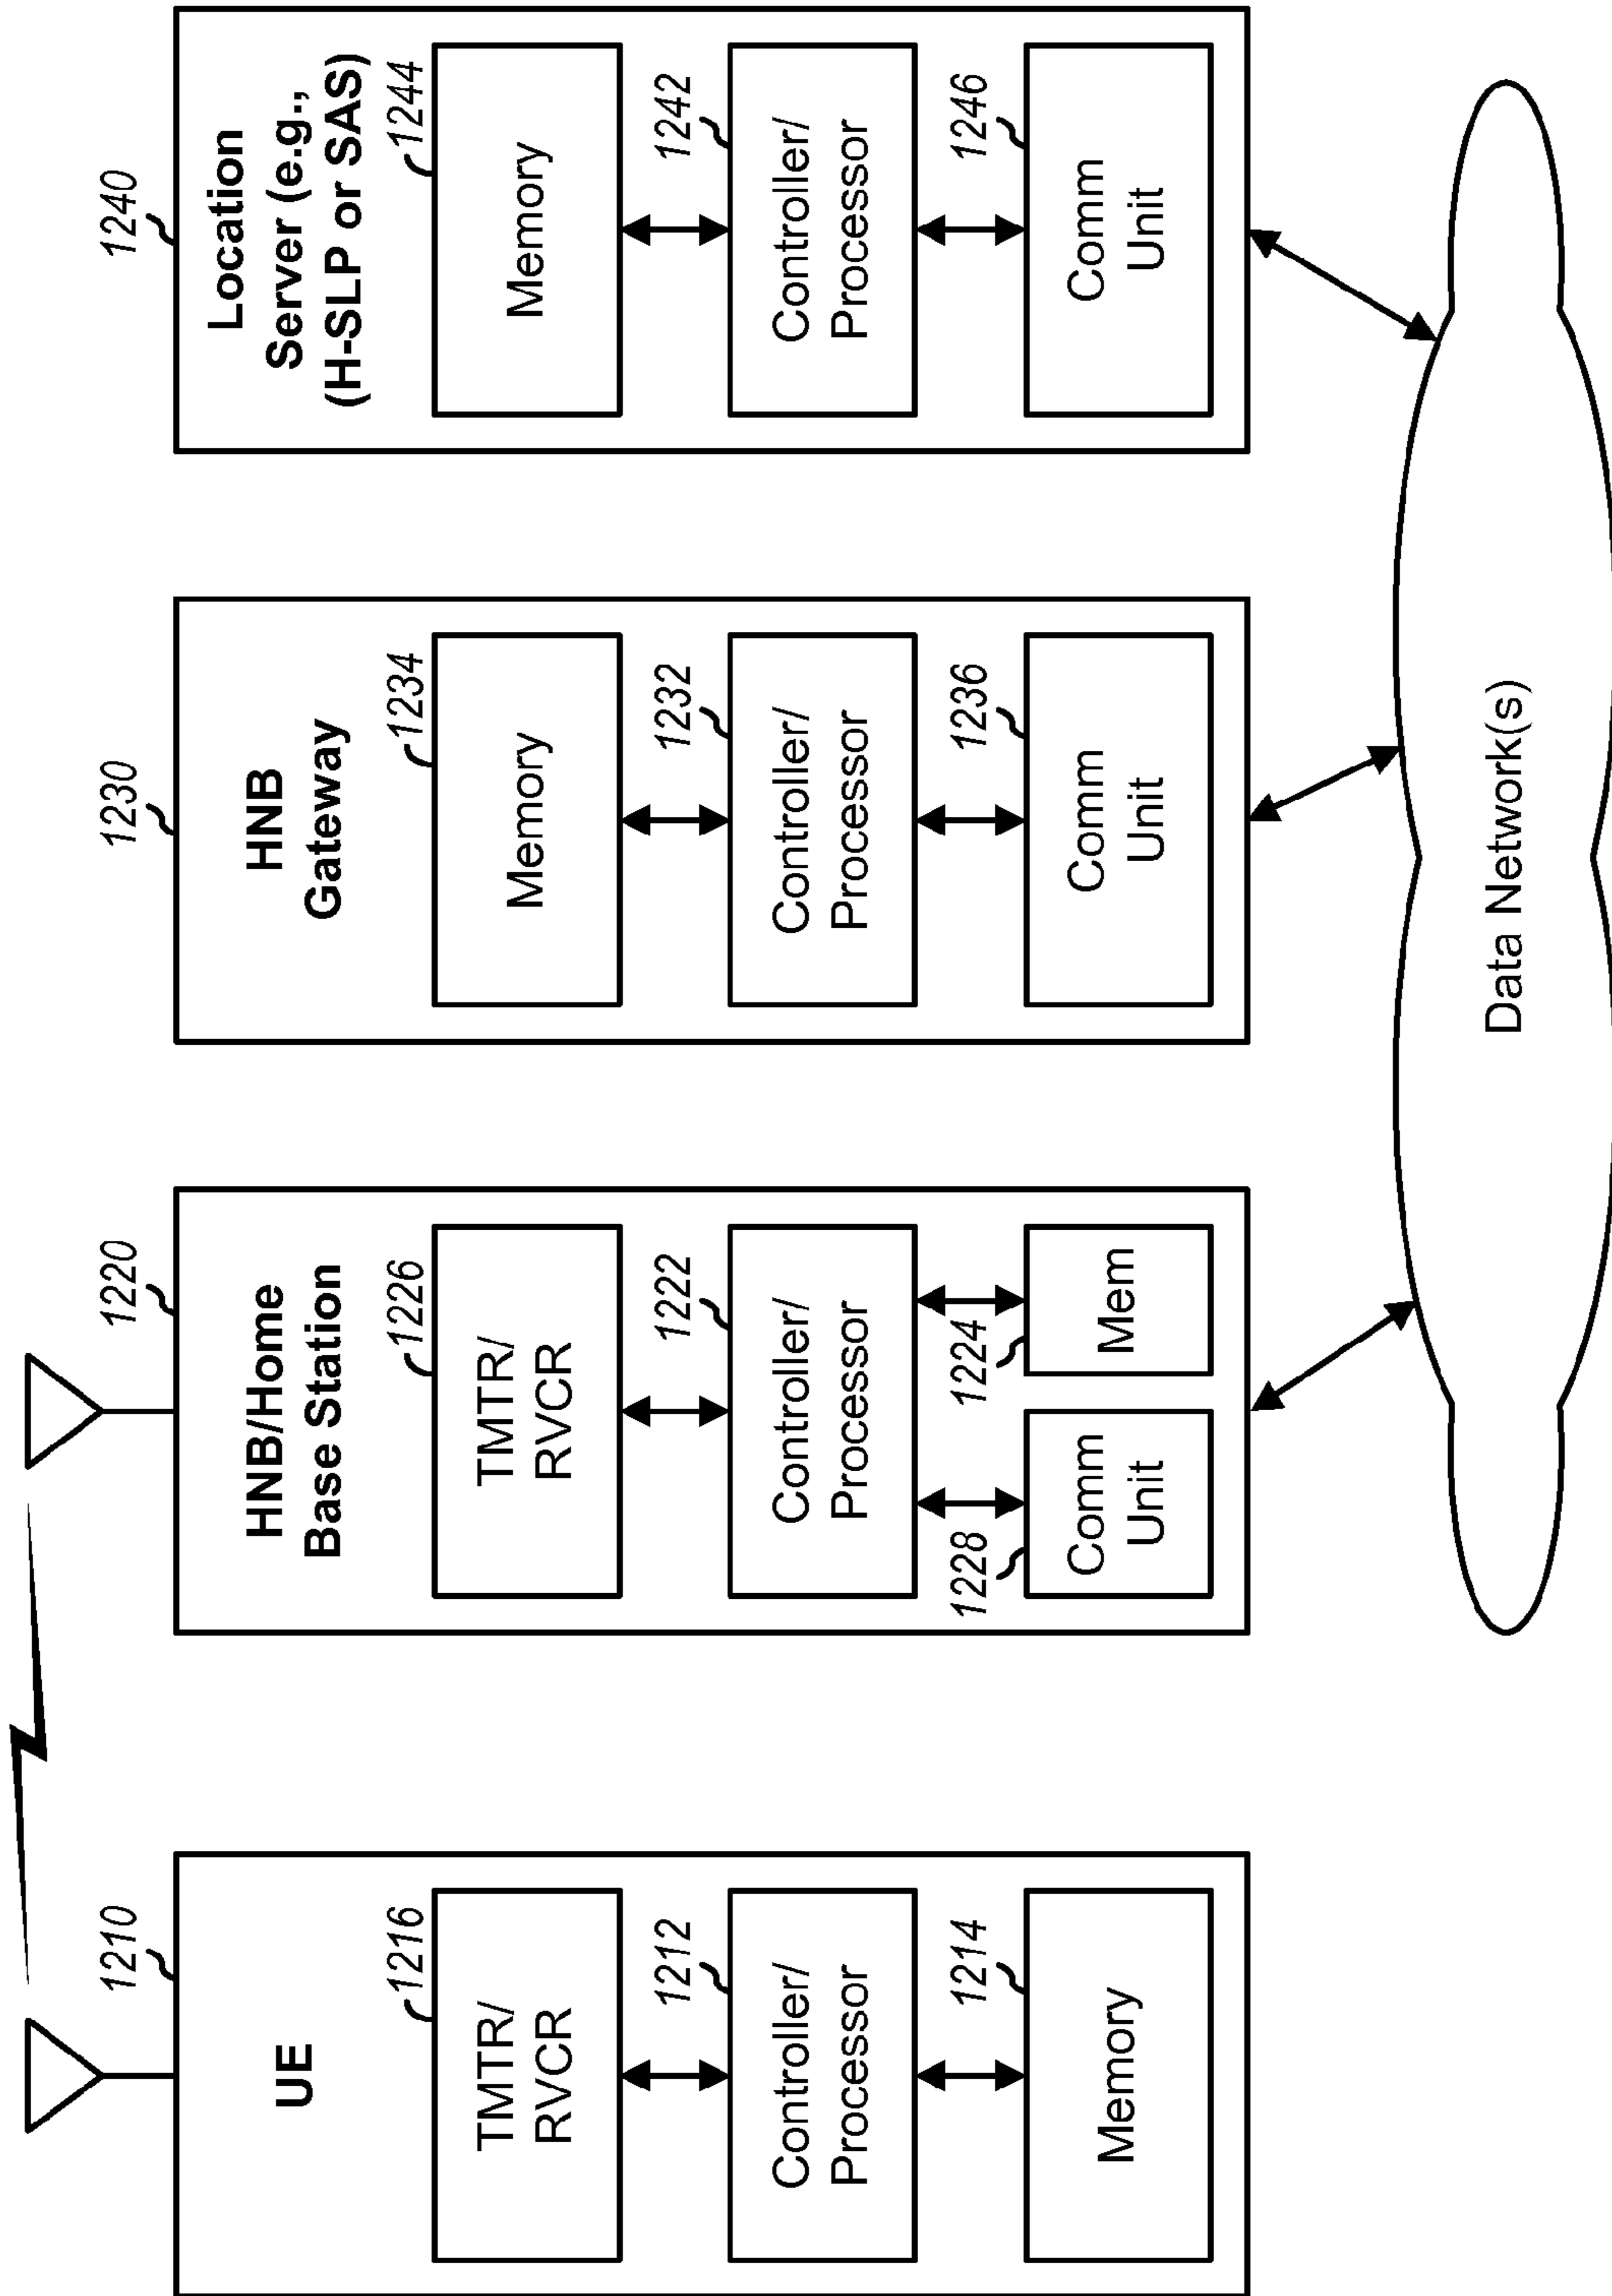 1210
UE
1216
TMTR/
RVCR
1212
Controller/
Processor
1214
Memory
1220
HNB/Home
Base Station
1226
TMTR/
RVCR
1222
Controller/
Processor
1228
Comm
Unit
1224
Mem
1230
HNB
Gateway
1234
Memory
1232
Controller/
Processor
1236
Comm
Unit
1240
Location
Server (e.g.,
(H-SLP or SAS)
1244
Memory
1242
Controller/
Processor
1246
Comm
Unit
Data Network(s)